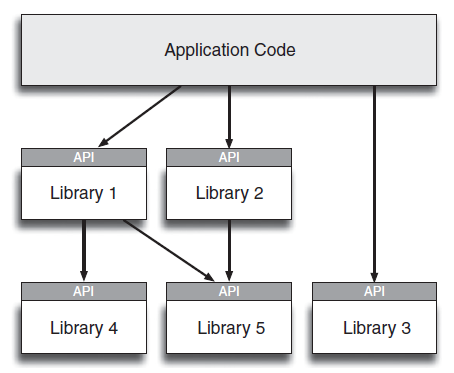 Application Code
API
Library 1
API
Library 2
API
Library 4
API
Library 5
API
Library 3